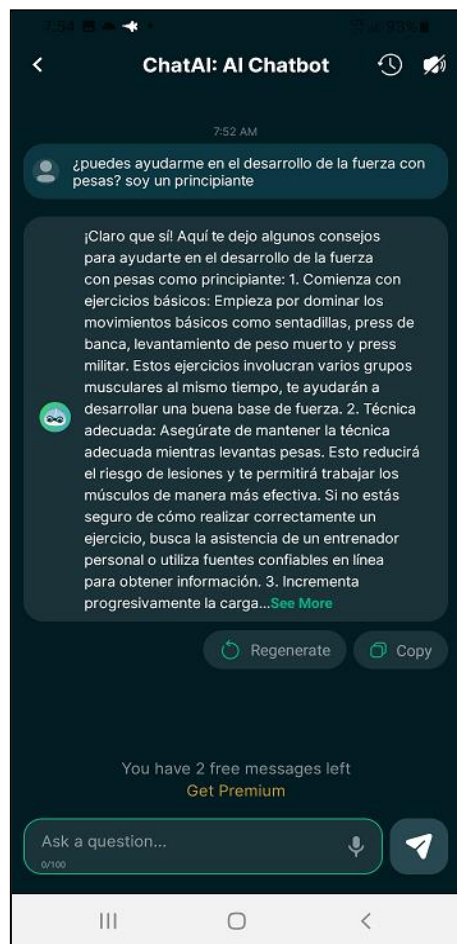 7:54
93%
ChatAI: AI Chatbot
7:52 AM
¿puedes ayudarme en el desarrollo de la fuerza con
pesas? soy un principiante
¡Claro que sí! Aquí te dejo algunos consejos
para ayudarte en el desarrollo de la fuerza
con pesas como principiante: 1. Comienza con
ejercicios básicos: Empieza por dominar los
movimientos básicos como sentadillas, press de
banca, levantamiento de peso muerto y press
militar. Estos ejercicios involucran varios grupos
musculares al mismo tiempo, te ayudarán a
desarrollar una buena base de fuerza. 2. Técnica
adecuada: Asegúrate de mantener la técnica
adecuada mientras levantas pesas. Esto reducirá
el riesgo de lesiones y te permitirá trabajar los
músculos de manera más efectiva. Si no estás
seguro de cómo realizar correctamente un
ejercicio, busca la asistencia de un entrenador
personal o utiliza fuentes confiables en línea
para obtener información. 3. Incrementa
progresivamente la carga...See More
Regenerate
Copy
You have 2 free messages left
Get Premium
Ask a question...
0/100